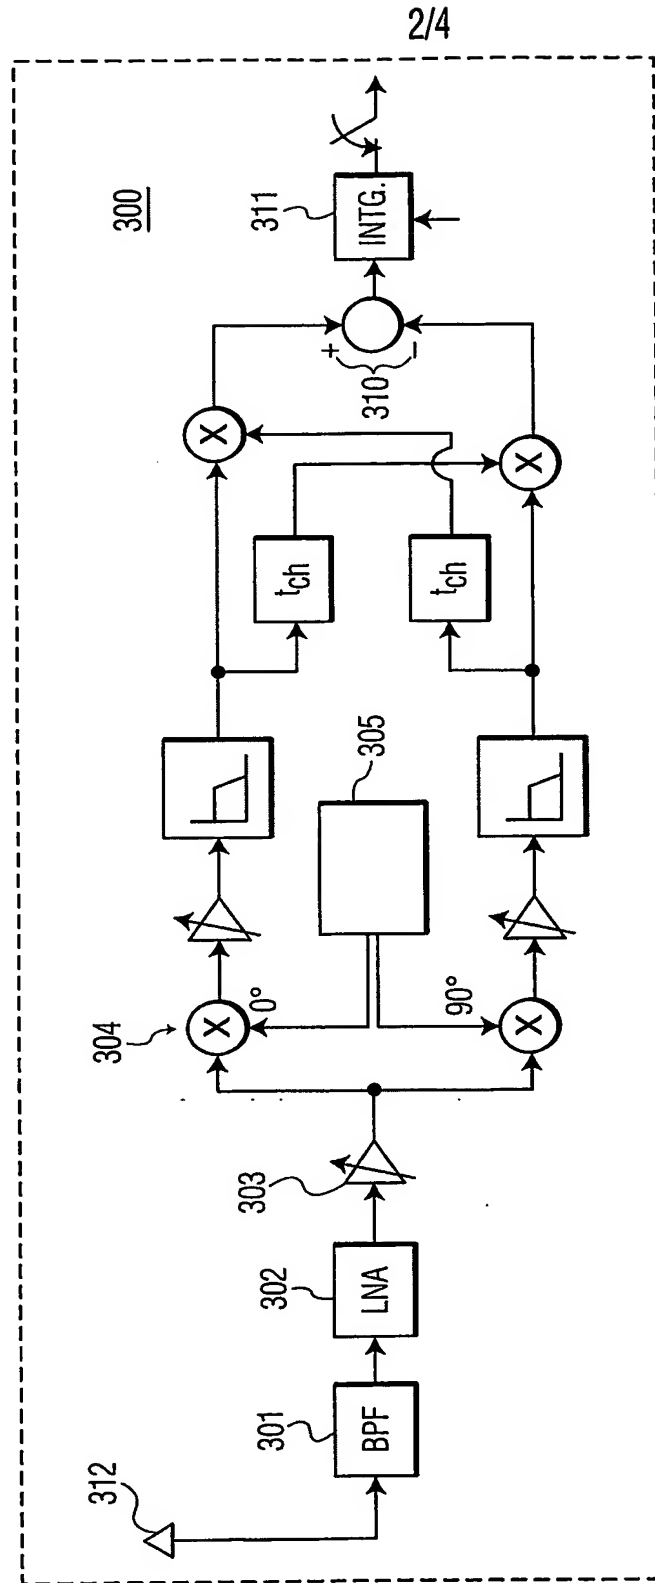 2/4
300
312
301
BPF
302
LNA
303
304
X
0°
90°
X
305
t_ch
t_ch
X
X
+
−
310
311
INTG.